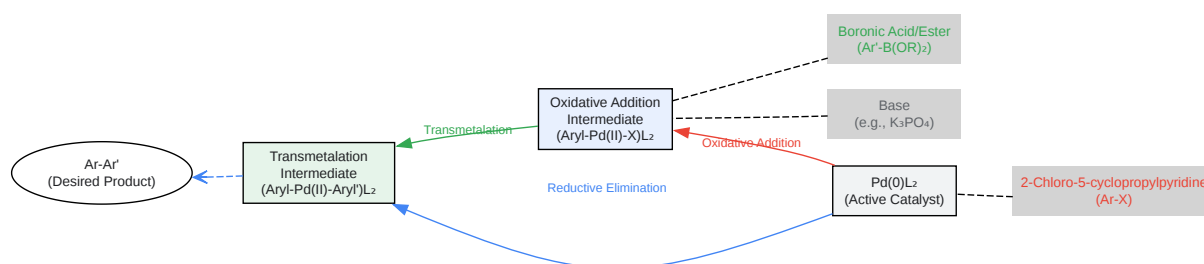 Boronic Acid/Ester
(Ar'-B(OR)₂)
Oxidative Addition
Intermediate
(Aryl-Pd(II)-X)L₂
Base
(e.g., K₃PO₄)
Transmetalation
Oxidative Addition
Ar-Ar'
(Desired Product)
Transmetalation
Intermediate
(Aryl-Pd(II)-Aryl')L₂
Reductive Elimination
Pd(0)L₂
(Active Catalyst)
2-Chloro-5-cyclopropylpyridine
(Ar-X)